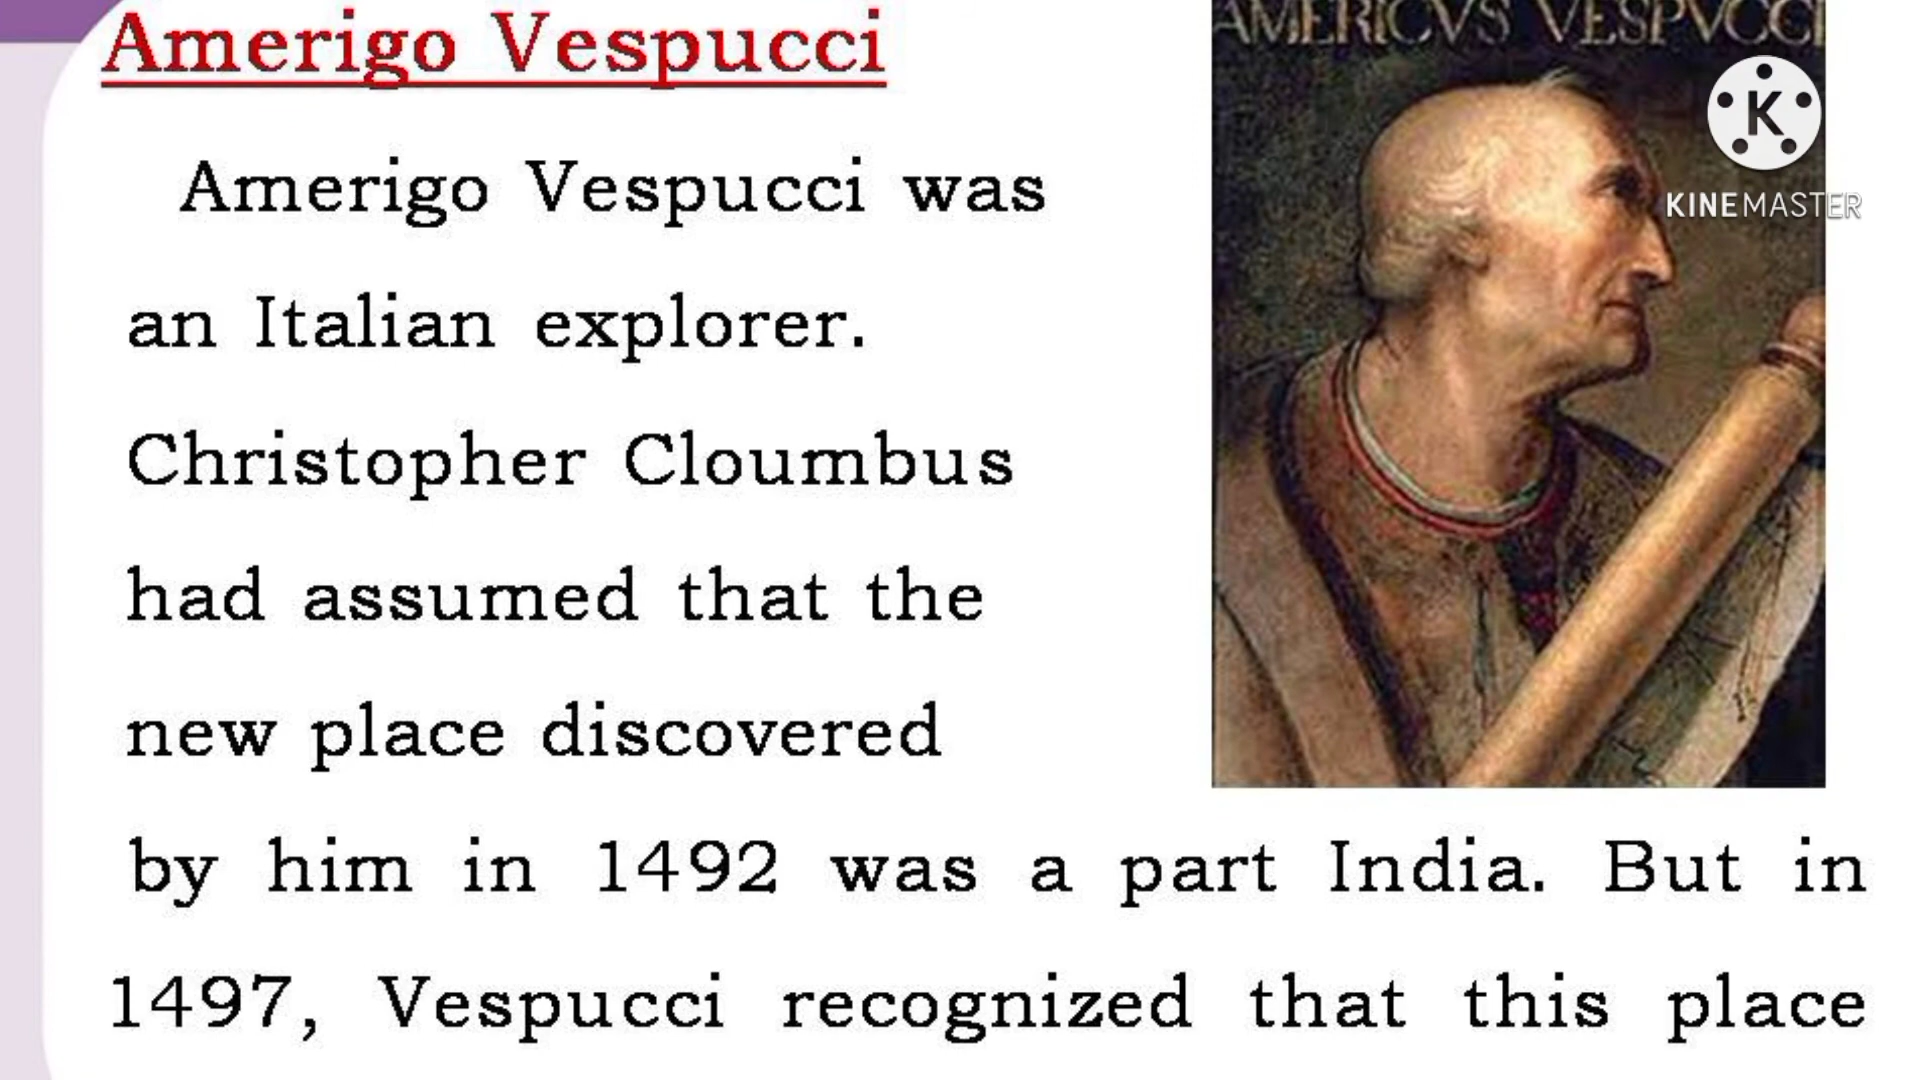 Amerigo Vespucci
AMERICVS VESPVCCI
K
KINEMASTER
Amerigo Vespucci was
an Italian explorer.
Christopher Cloumbus
had assumed that the
new place discovered
by him in 1492 was a part India. But in
1497, Vespucci recognized that this place